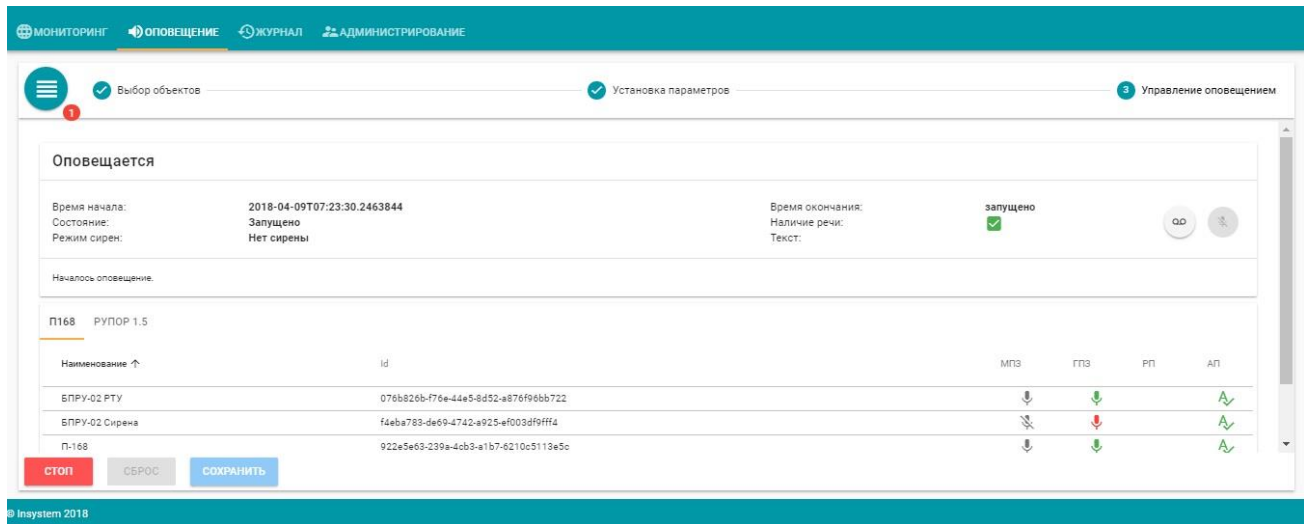 МОНИТОРИНГ ОПОВЕЩЕНИЕ ЖУРНАЛ АДМИНИСТРИРОВАНИЕ
Выбор объектов Установка параметров 3 Управление оповещением
1
Оповещается
Время начала: 2018-04-09T07:23:30.2463844 Время окончания: запущено
Состояние: Запущено Наличие речи:
Режим сирен: Нет сирены Текст:
Началось оповещение.
П168 РУПОР 1.5
Наименование id МПЗ ГПЗ РП АП
БПРУ-02 РТУ 076b826b-f76e-44e5-8d52-a876f96bb722
БПРУ-02 Сирена f4eba783-de69-4742-a925-ef003df9fff4
П-168 922e5e63-239a-4cb3-a1b7-6210c5113e5c
СТОП СБРОС СОХРАНИТЬ
© Insystem 2018